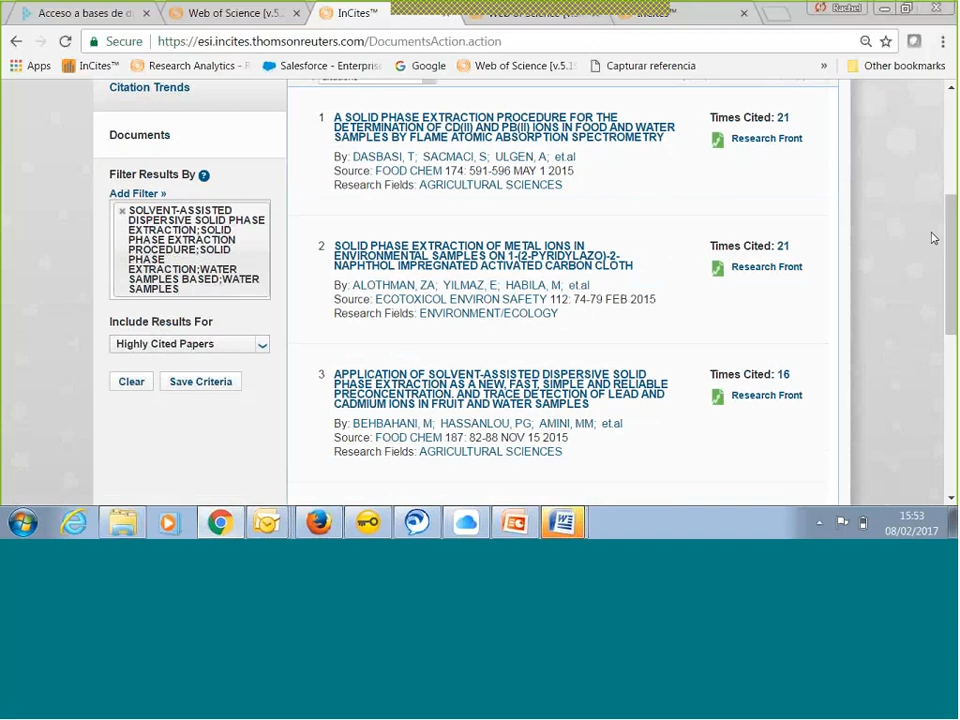 Acceso a bases de d
Web of Science [v.5.
InCites™
Rachel
Secure
https://esi.incites.thomsonreuters.com/DocumentsAction.action
Apps
InCites™
Research Analytics -
Salesforce - Enterpris
Google
Web of Science [v.5.1
Capturar referencia
»
Other bookmarks
Citation Trends
Documents
Filter Results By ?
Add Filter »
SOLVENT-ASSISTED
DISPERSIVE SOLID PHASE
EXTRACTION;SOLID
PHASE EXTRACTION
PROCEDURE;SOLID
PHASE
EXTRACTION;WATER
SAMPLES BASED;WATER
SAMPLES
Include Results For
Highly Cited Papers
Clear
Save Criteria
1 A SOLID PHASE EXTRACTION PROCEDURE FOR THE
DETERMINATION OF CD(II) AND PB(II) IONS IN FOOD AND WATER
SAMPLES BY FLAME ATOMIC ABSORPTION SPECTROMETRY
By: DASBASI, T; SACMACI, S; ULGEN, A; et.al
Source: FOOD CHEM 174: 591-596 MAY 1 2015
Research Fields: AGRICULTURAL SCIENCES
Times Cited: 21
Research Front
2 SOLID PHASE EXTRACTION OF METAL IONS IN
ENVIRONMENTAL SAMPLES ON 1-(2-PYRIDYLAZO)-2-
NAPHTHOL IMPREGNATED ACTIVATED CARBON CLOTH
By: ALOTHMAN, ZA; YILMAZ, E; HABILA, M; et.al
Source: ECOTOXICOL ENVIRON SAFETY 112: 74-79 FEB 2015
Research Fields: ENVIRONMENT/ECOLOGY
Times Cited: 21
Research Front
3 APPLICATION OF SOLVENT-ASSISTED DISPERSIVE SOLID
PHASE EXTRACTION AS A NEW, FAST, SIMPLE AND RELIABLE
PRECONCENTRATION. AND TRACE DETECTION OF LEAD AND
CADMIUM IONS IN FRUIT AND WATER SAMPLES
By: BEHBAHANI, M; HASSANLOU, PG; AMINI, MM; et.al
Source: FOOD CHEM 187: 82-88 NOV 15 2015
Research Fields: AGRICULTURAL SCIENCES
Times Cited: 16
Research Front
15:53
08/02/2017